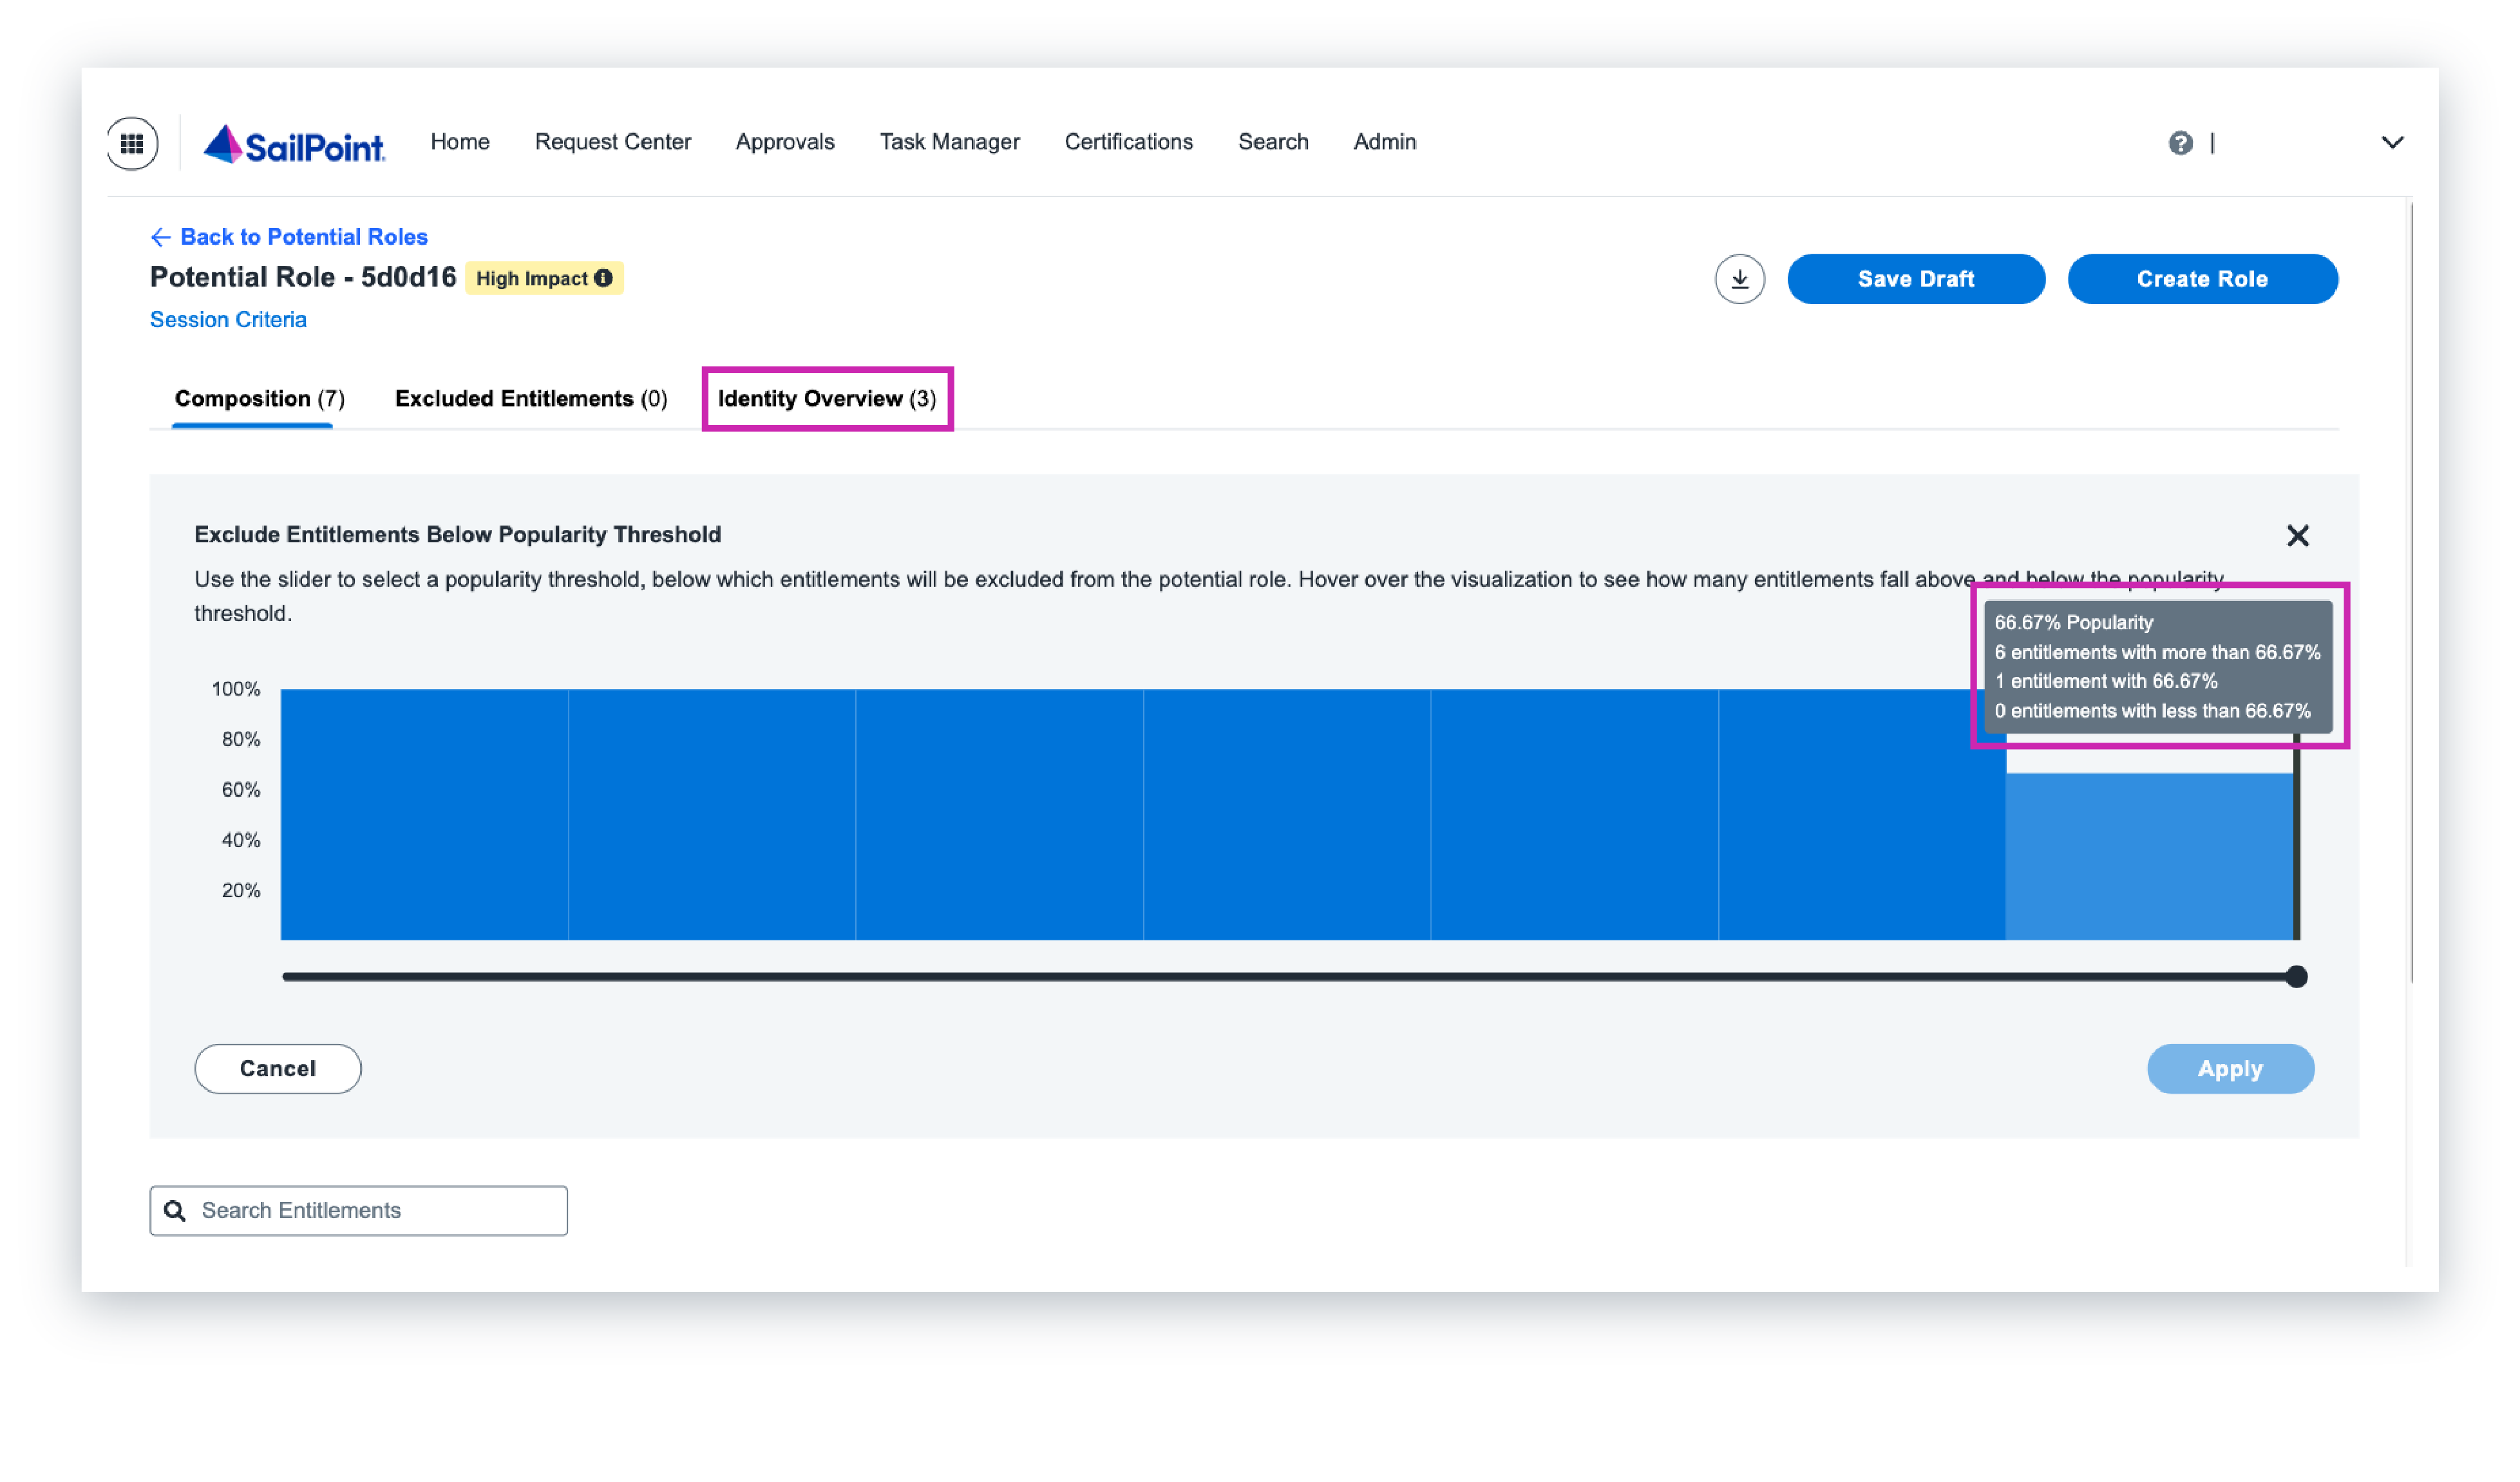 SailPoint
Home
Request Center
Approvals
Task Manager
Certifications
Search
Admin
? |
← Back to Potential Roles
Potential Role - 5d0d16
High Impact
Session Criteria
Save Draft
Create Role
Composition (7)
Excluded Entitlements (0)
Identity Overview (3)
Exclude Entitlements Below Popularity Threshold
Use the slider to select a popularity threshold, below which entitlements will be excluded from the potential role. Hover over the visualization to see how many entitlements fall above and below the popularity
threshold.
66.67% Popularity
6 entitlements with more than 66.67%
1 entitlement with 66.67%
0 entitlements with less than 66.67%
100%
80%
60%
40%
20%
Cancel
Apply
Search Entitlements